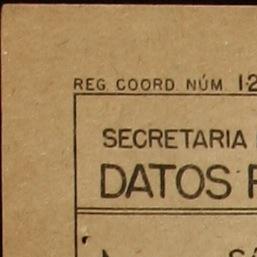 REG. COORD. NÚM. 1-2
SECRETARIA
DATOS